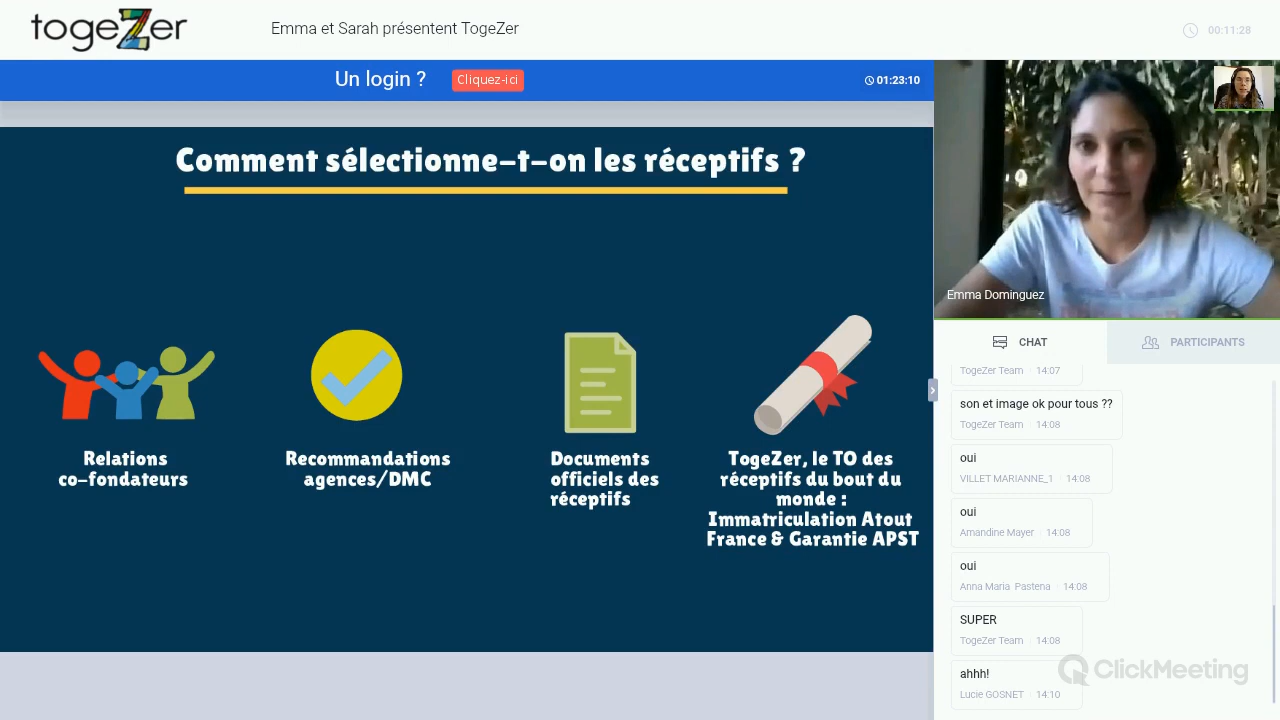 togeZer
Emma et Sarah présentent TogeZer
00:11:28
Un login ?
Cliquez-ici
01:23:10
Comment sélectionne-t-on les réceptifs ?
Relations
co-fondateurs
Recommandations
agences/DMC
Documents
officiels des
réceptifs
TogeZer, le TO des
réceptifs du bout du
monde :
Immatriculation Atout
France & Garantie APST
Emma Dominguez
CHAT
PARTICIPANTS
TogeZer Team 14:07
son et image ok pour tous ??
TogeZer Team 14:08
oui
VILLET MARIANNE_1 14:08
oui
Amandine Mayer 14:08
oui
Anna Maria Pastena 14:08
SUPER
TogeZer Team 14:08
ahhh!
Lucie GOSNET 14:10
ClickMeeting